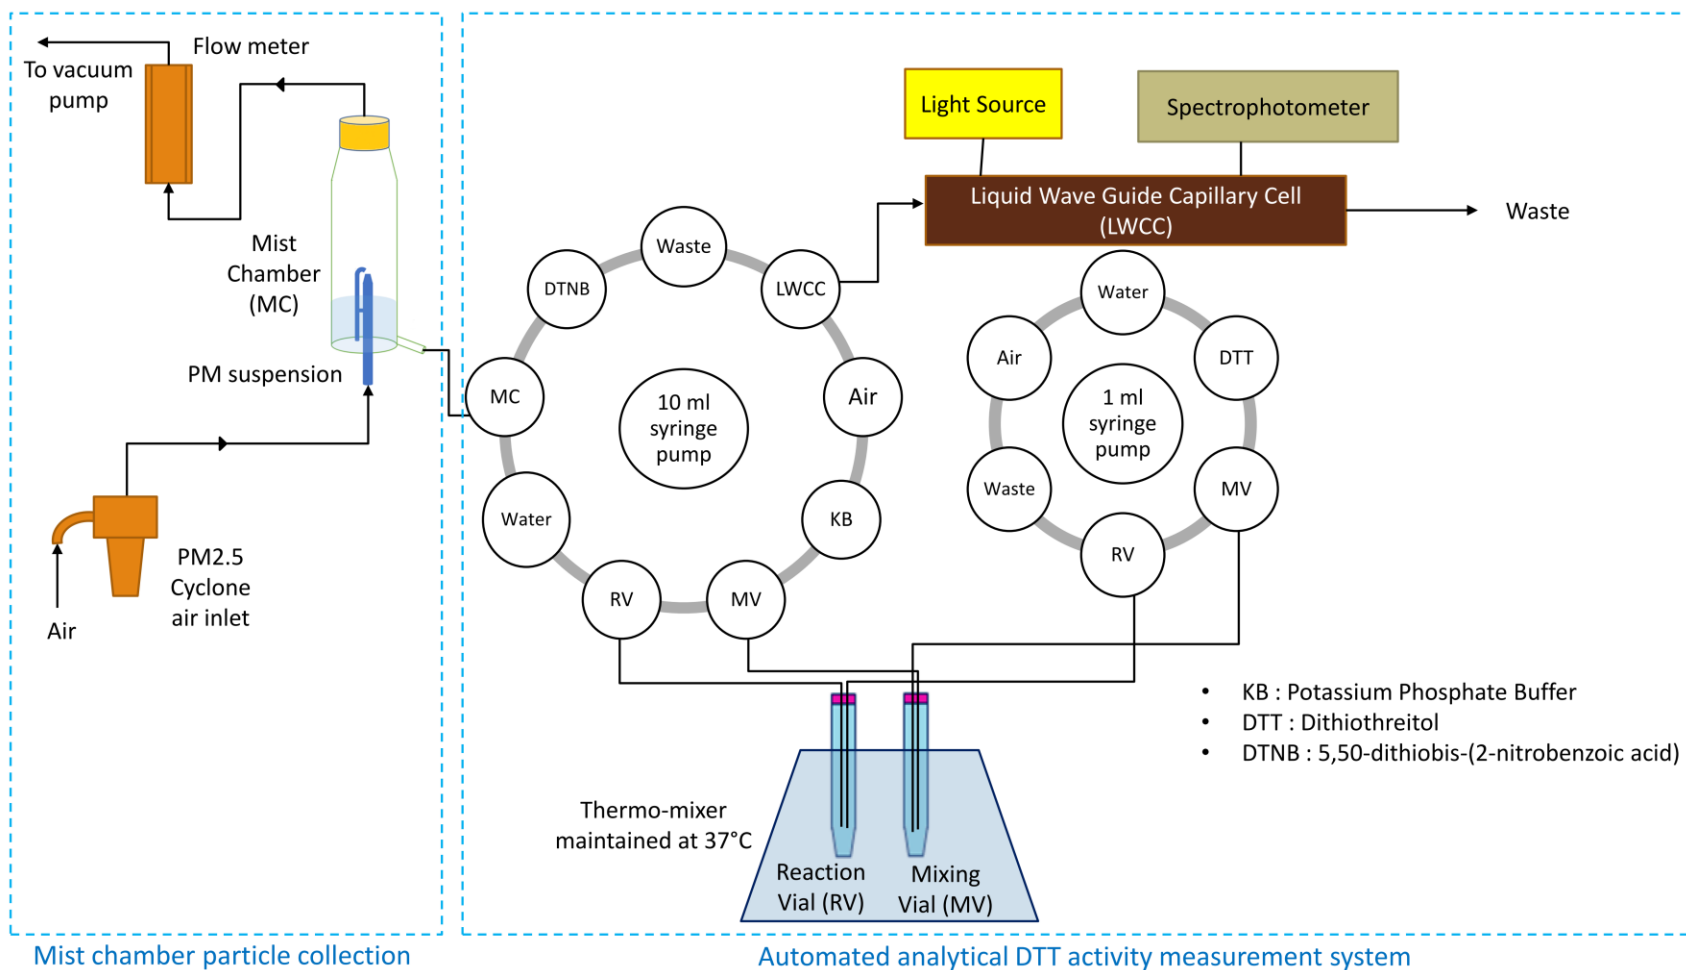 Flow meter
To vacuum
pump
Mist
Chamber
(MC)
PM suspension
PM2.5
Cyclone
air inlet
Air
Mist chamber particle collection
Light Source
Spectrophotometer
Liquid Wave Guide Capillary Cell
(LWCC)
Waste
Waste
LWCC
Air
KB
MV
RV
Water
MC
DTNB
10 ml
syringe
pump
Water
DTT
MV
RV
Waste
Air
1 ml
syringe
pump
• KB : Potassium Phosphate Buffer
• DTT : Dithiothreitol
• DTNB : 5,50-dithiobis-(2-nitrobenzoic acid)
Thermo-mixer
maintained at 37°C
Reaction
Vial (RV)
Mixing
Vial (MV)
Automated analytical DTT activity measurement system